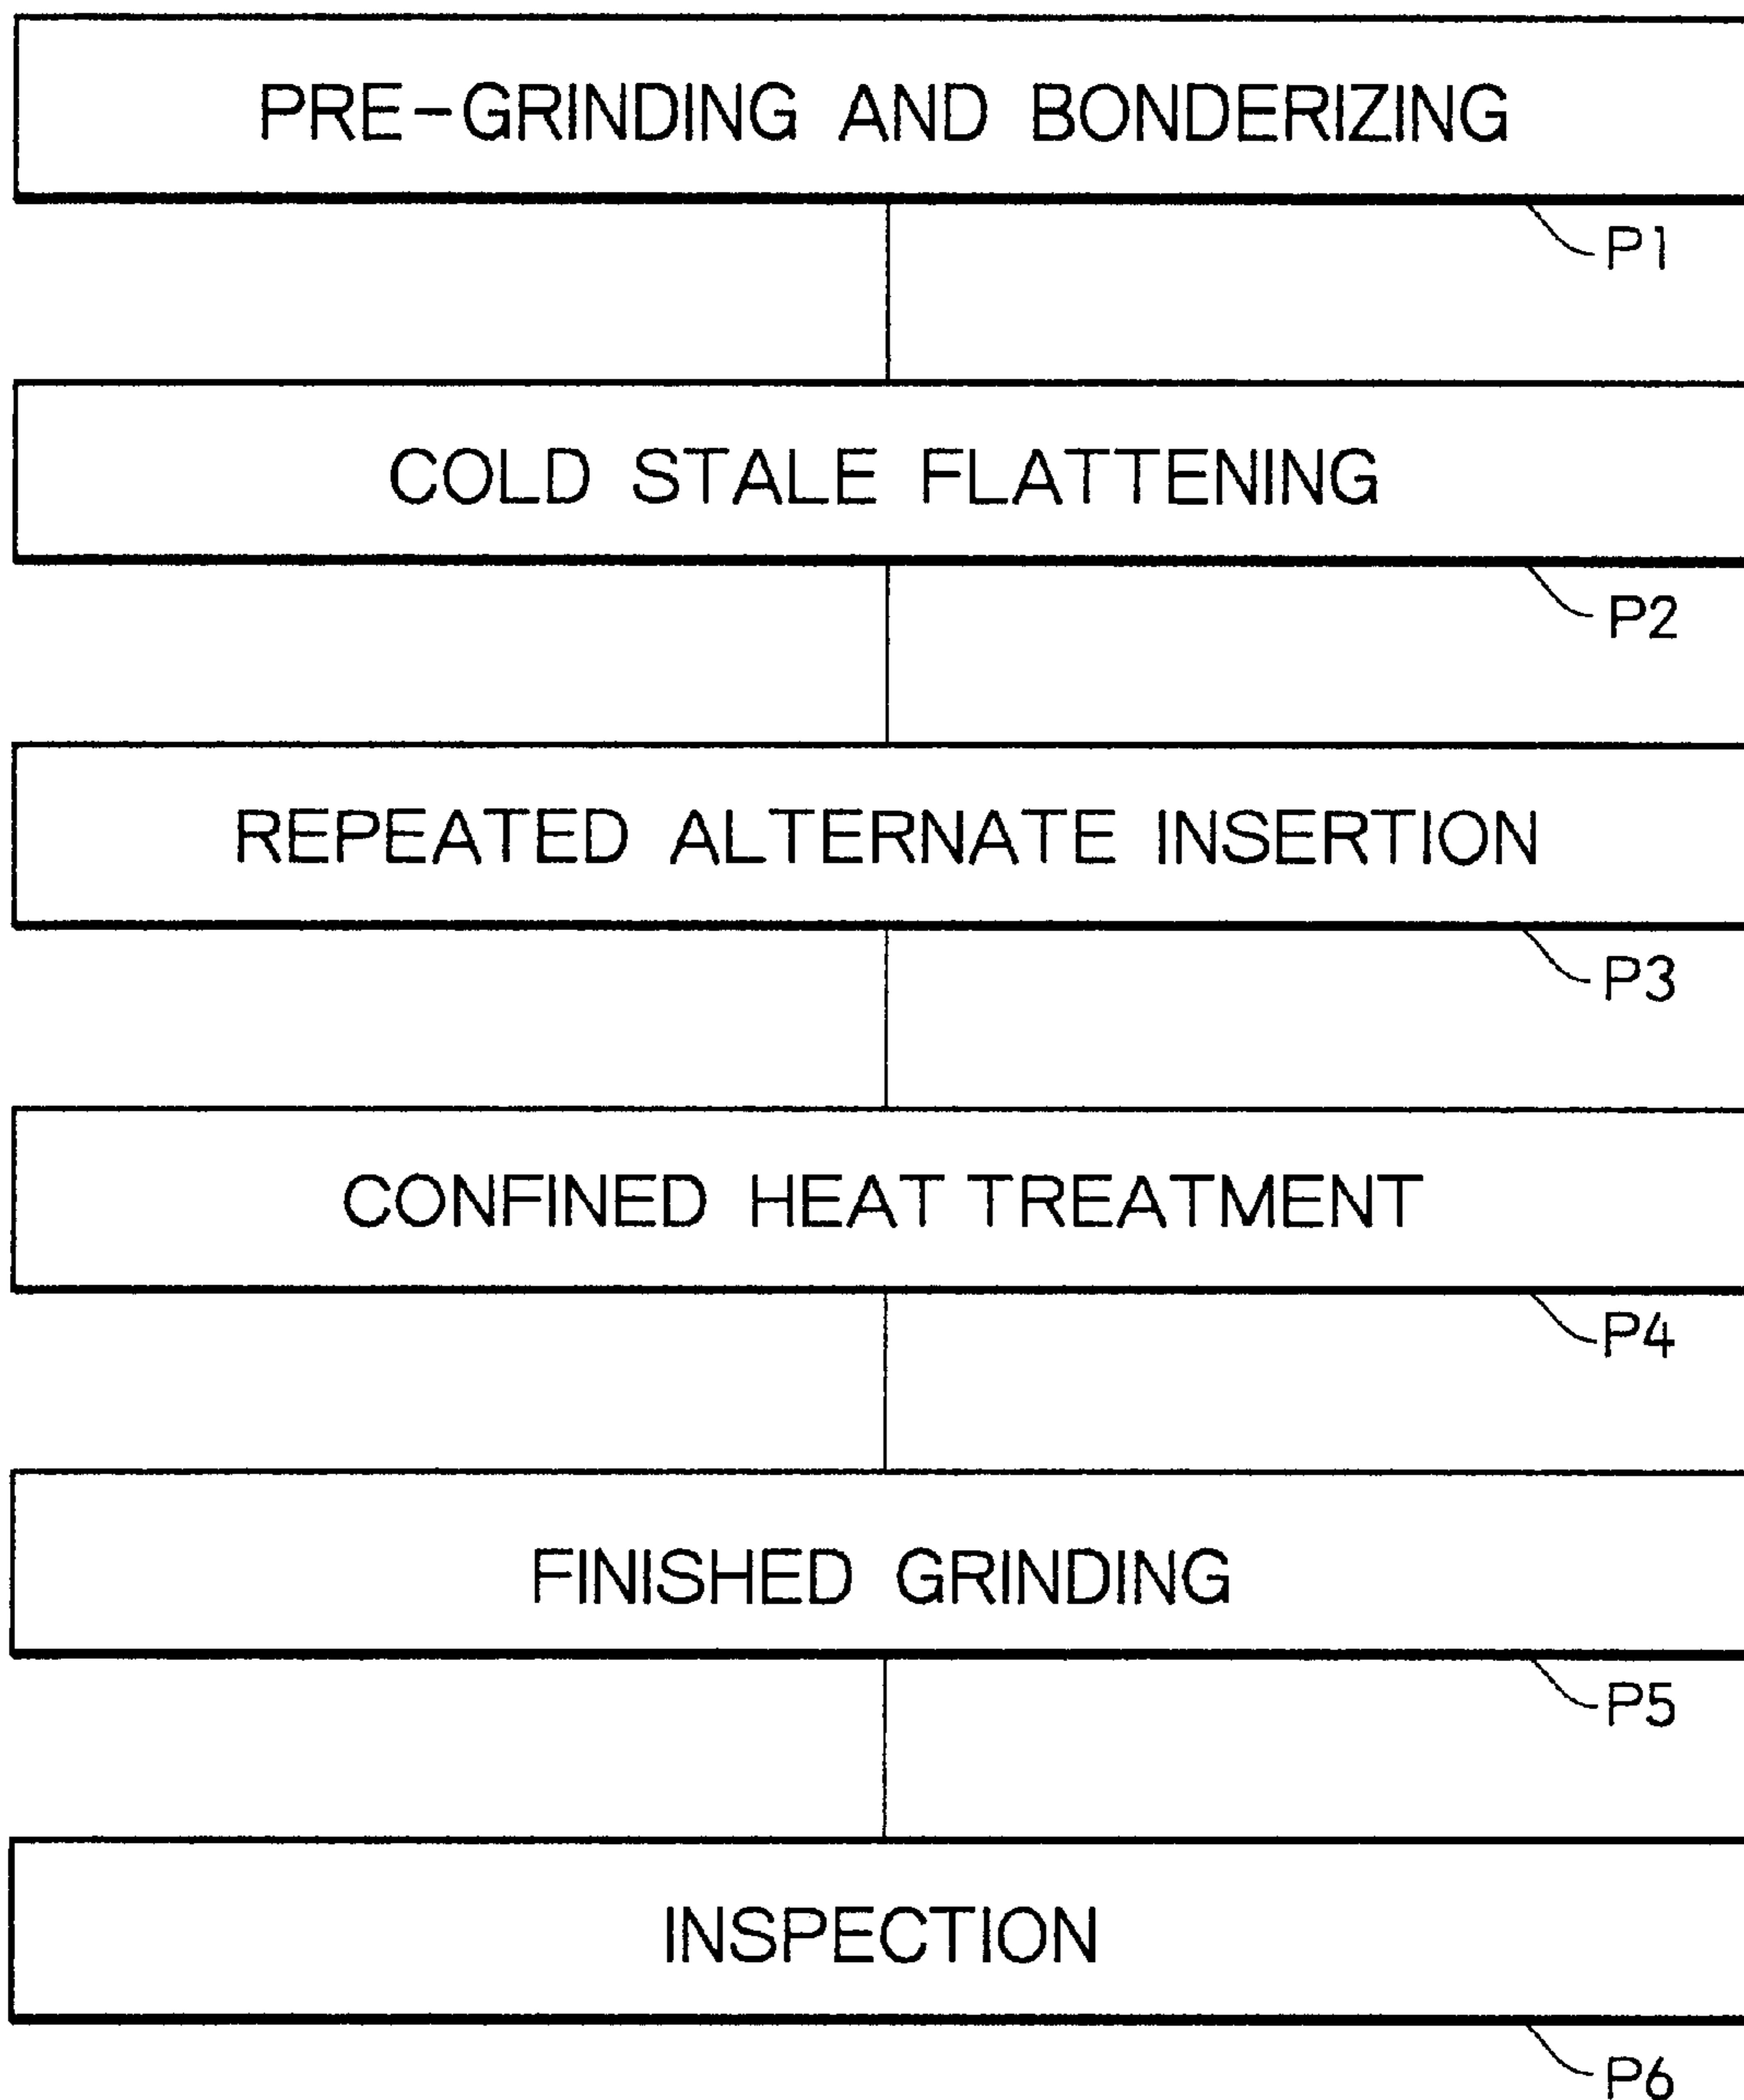 PRE-GRINDING AND BONDERIZING
P1
COLD STALE FLATTENING
P2
REPEATED ALTERNATE INSERTION
P3
CONFINED HEAT TREATMENT
P4
FINISHED GRINDING
P5
INSPECTION
P6